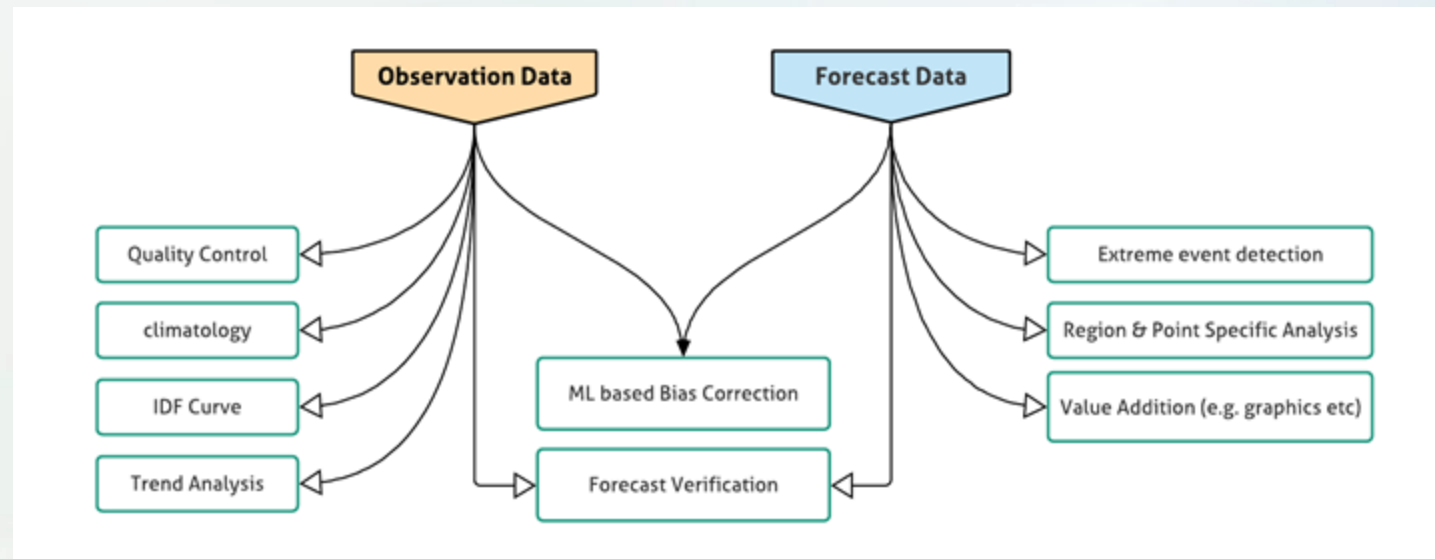 Observation Data
Forecast Data
Quality Control
climatology
IDF Curve
Trend Analysis
ML based Bias Correction
Forecast Verification
Extreme event detection
Region & Point Specific Analysis
Value Addition (e.g. graphics etc)